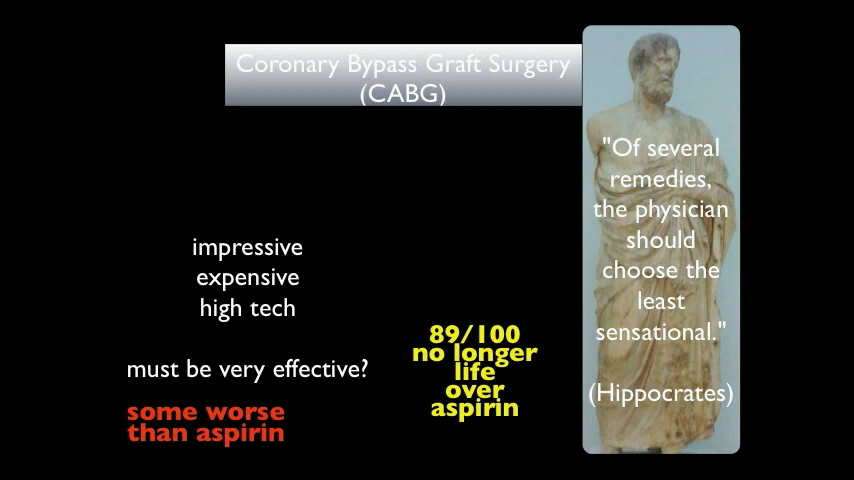 Coronary Bypass Graft Surgery
(CABG)
impressive
expensive
high tech
must be very effective?
some worse
than aspirin
89/100
no longer
life
over
aspirin
"Of several
remedies,
the physician
should
choose the
least
sensational."
(Hippocrates)